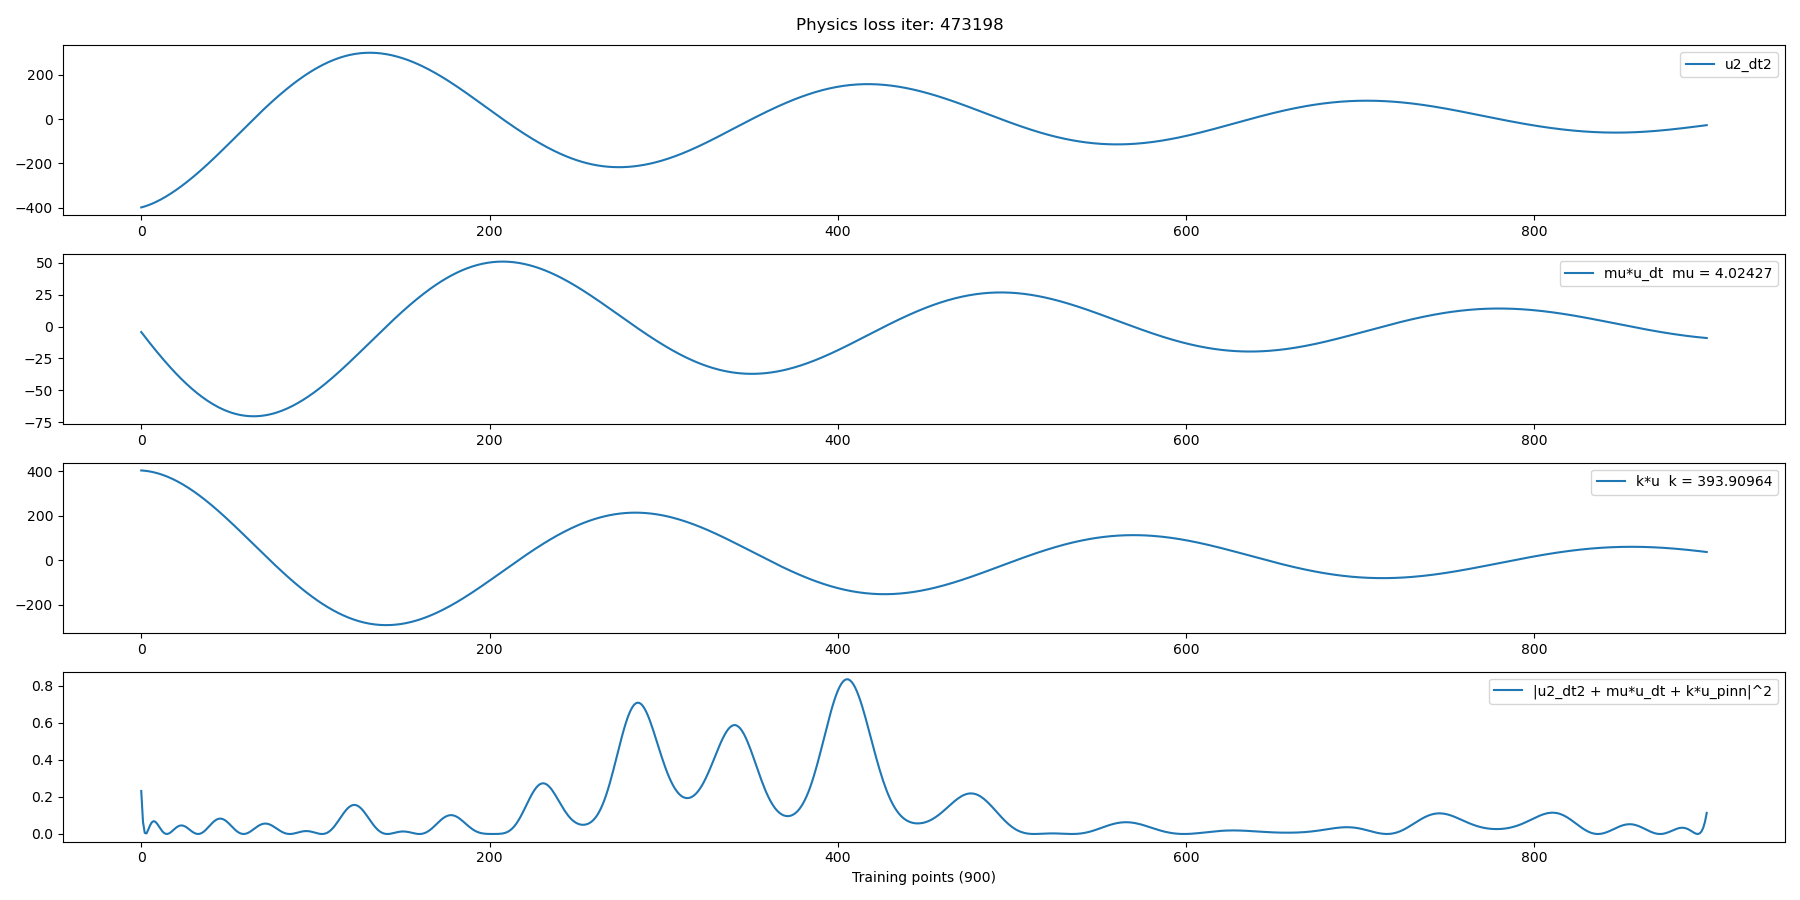 Physics loss iter: 473198
u2_dt2
200
0
−200
−400
0 200 400 600 800
mu*u_dt  mu = 4.02427
50
25
0
−25
−50
−75
0 200 400 600 800
k*u  k = 393.90964
400
200
0
−200
0 200 400 600 800
|u2_dt2 + mu*u_dt + k*u_pinn|^2
0.8
0.6
0.4
0.2
0.0
0 200 400 600 800
Training points (900)